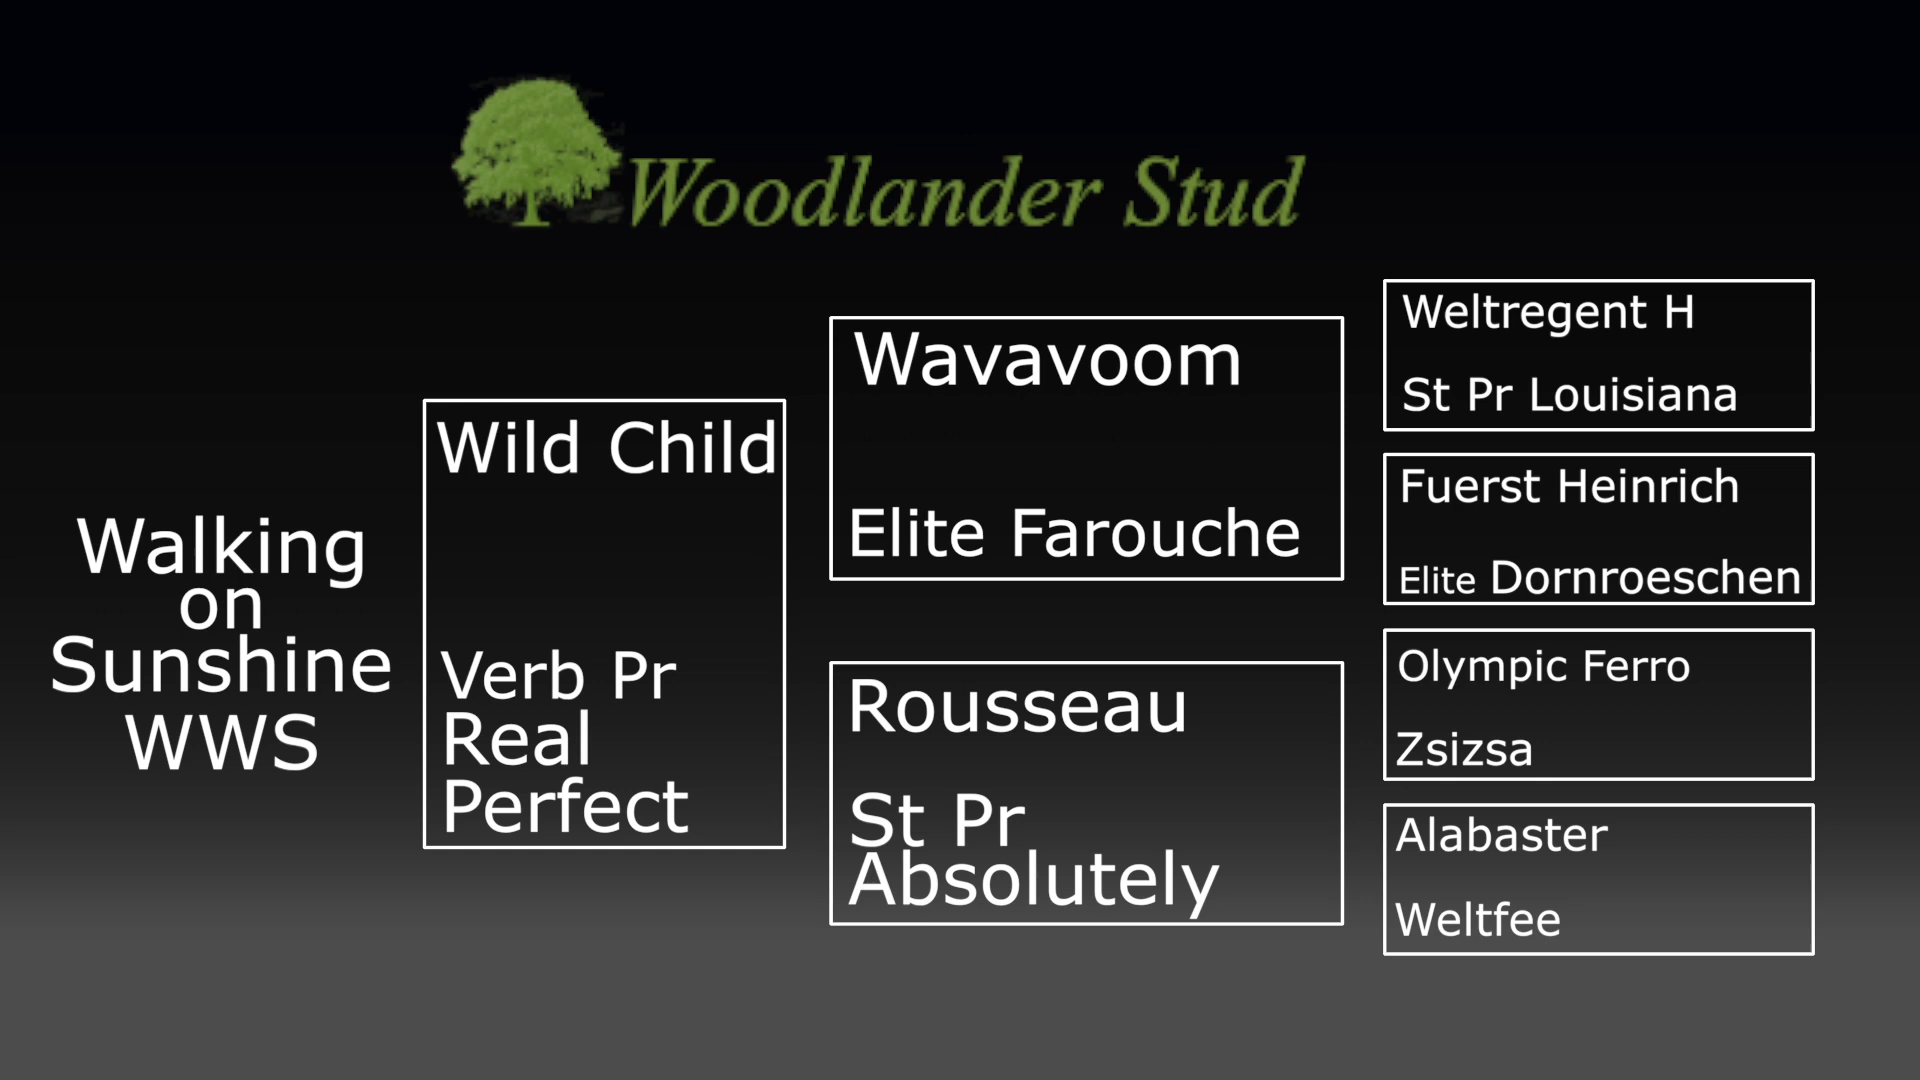 Woodlander Stud
Walking
on
Sunshine
WWS
Wild Child
Verb Pr
Real
Perfect
Wavavoom
Elite Farouche
Rousseau
St Pr
Absolutely
Weltregent H
St Pr Louisiana
Fuerst Heinrich
Elite Dornroeschen
Olympic Ferro
Zsizsa
Alabaster
Weltfee